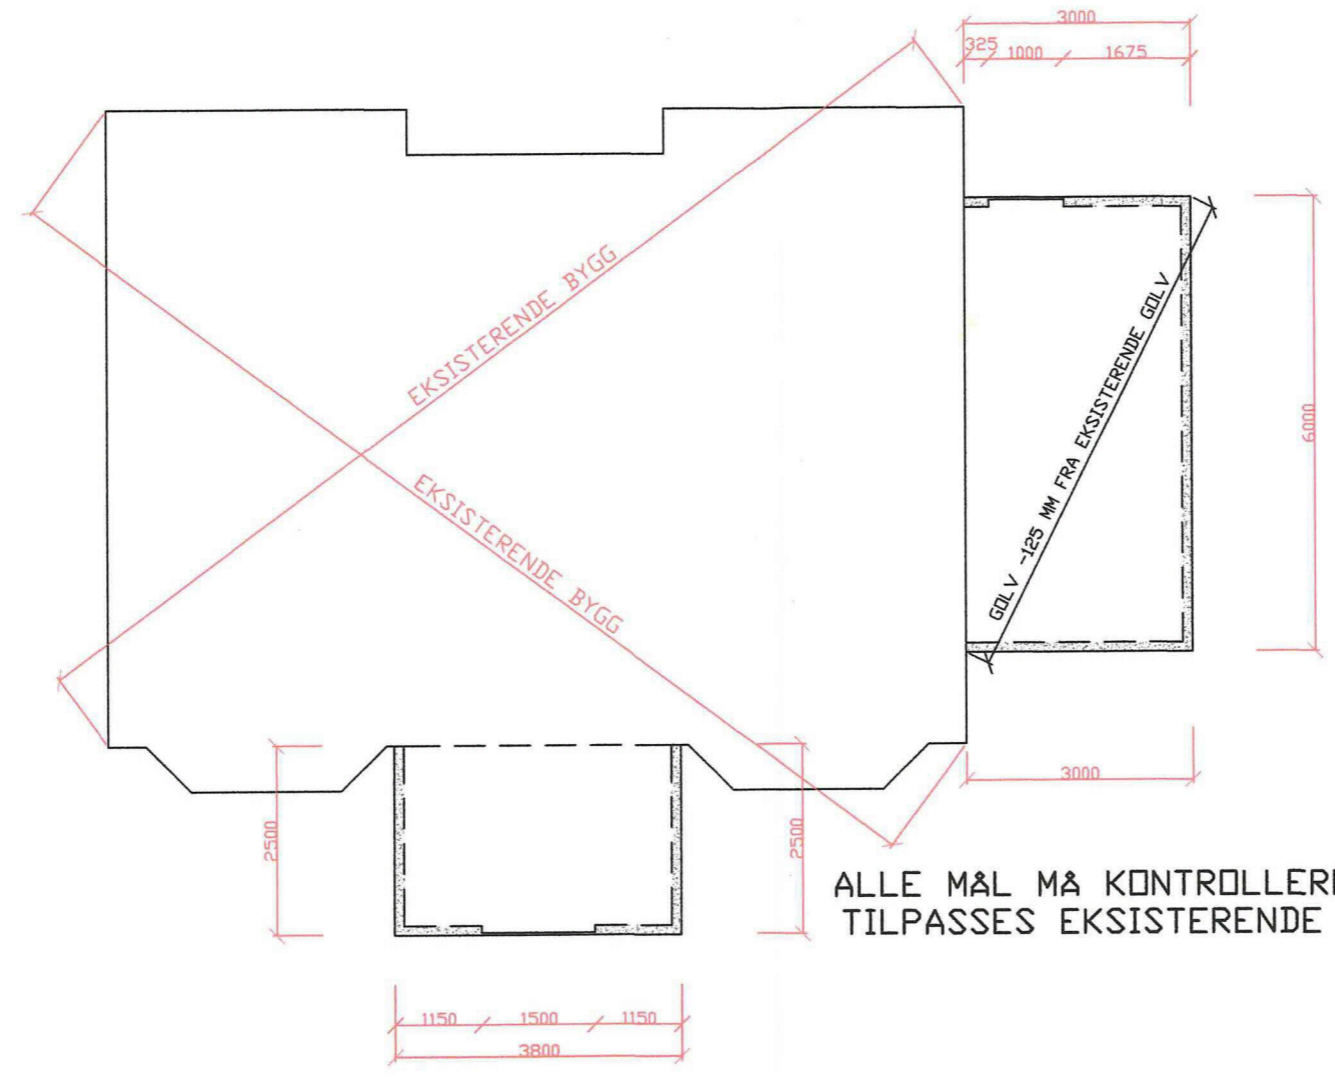 3000
325 1000 1675
EKSISTERENDE BYGG
EKSISTERENDE BYGG
GOLV -125 MM FRA EKSISTERENDE GOLV
6000
3000
2500
2500
ALLE MÅL MÅ KONTROLLERE
TILPASSES EKSISTERENDE
1150 1500 1150
3800